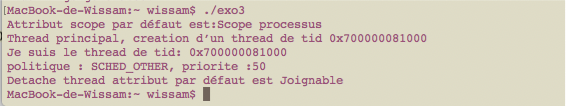 [MacBook-de-Wissam:~ wissam$ ./exo3
Attribut scope par défaut est:Scope processus
Thread principal, creation d'un thread de tid 0x700000081000
Je suis le thread de tid: 0x700000081000
politique : SCHED_OTHER, priorite :50
Detache thread attribut par défaut est Joignable
MacBook-de-Wissam:~ wissam$